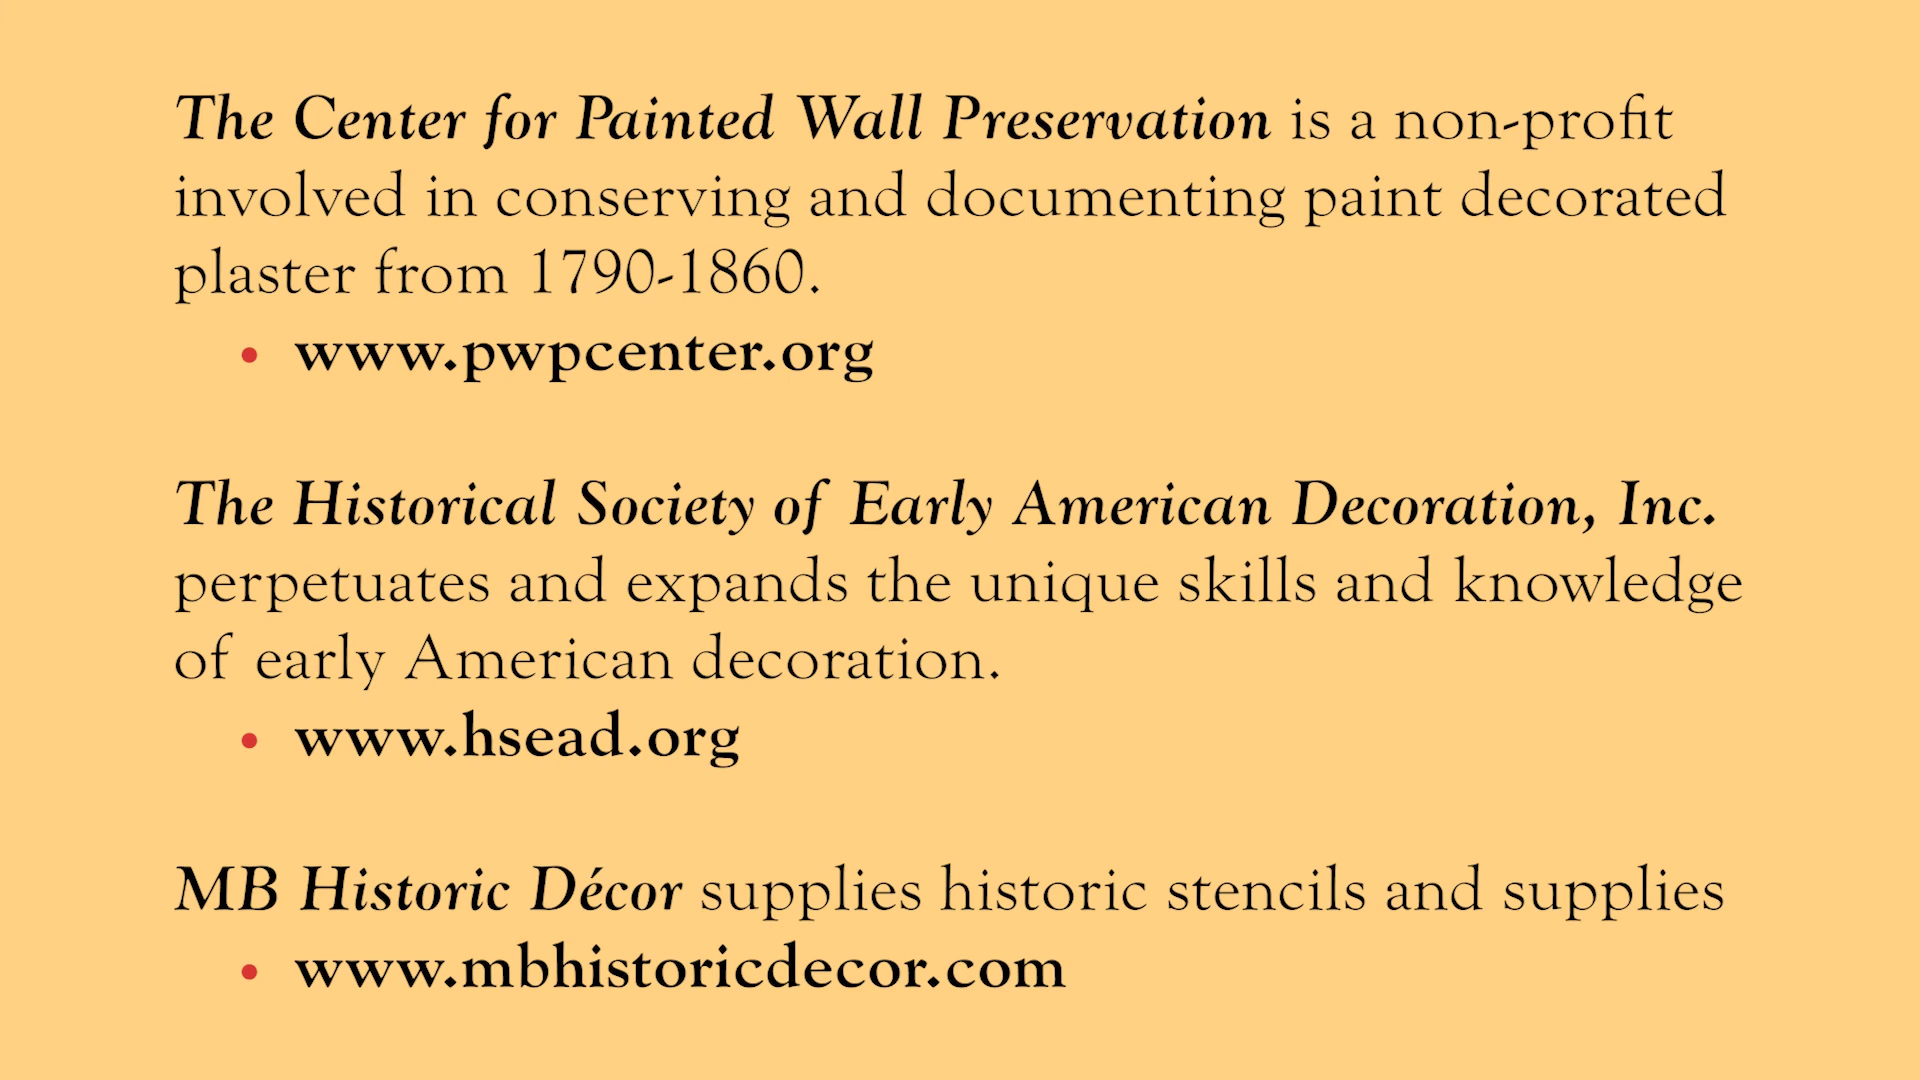 The Center for Painted Wall Preservation is a non-profit
involved in conserving and documenting paint decorated
plaster from 1790-1860.
• www.pwpcenter.org
The Historical Society of Early American Decoration, Inc.
perpetuates and expands the unique skills and knowledge
of early American decoration.
• www.hsead.org
MB Historic Décor supplies historic stencils and supplies
• www.mbhistoricdecor.com